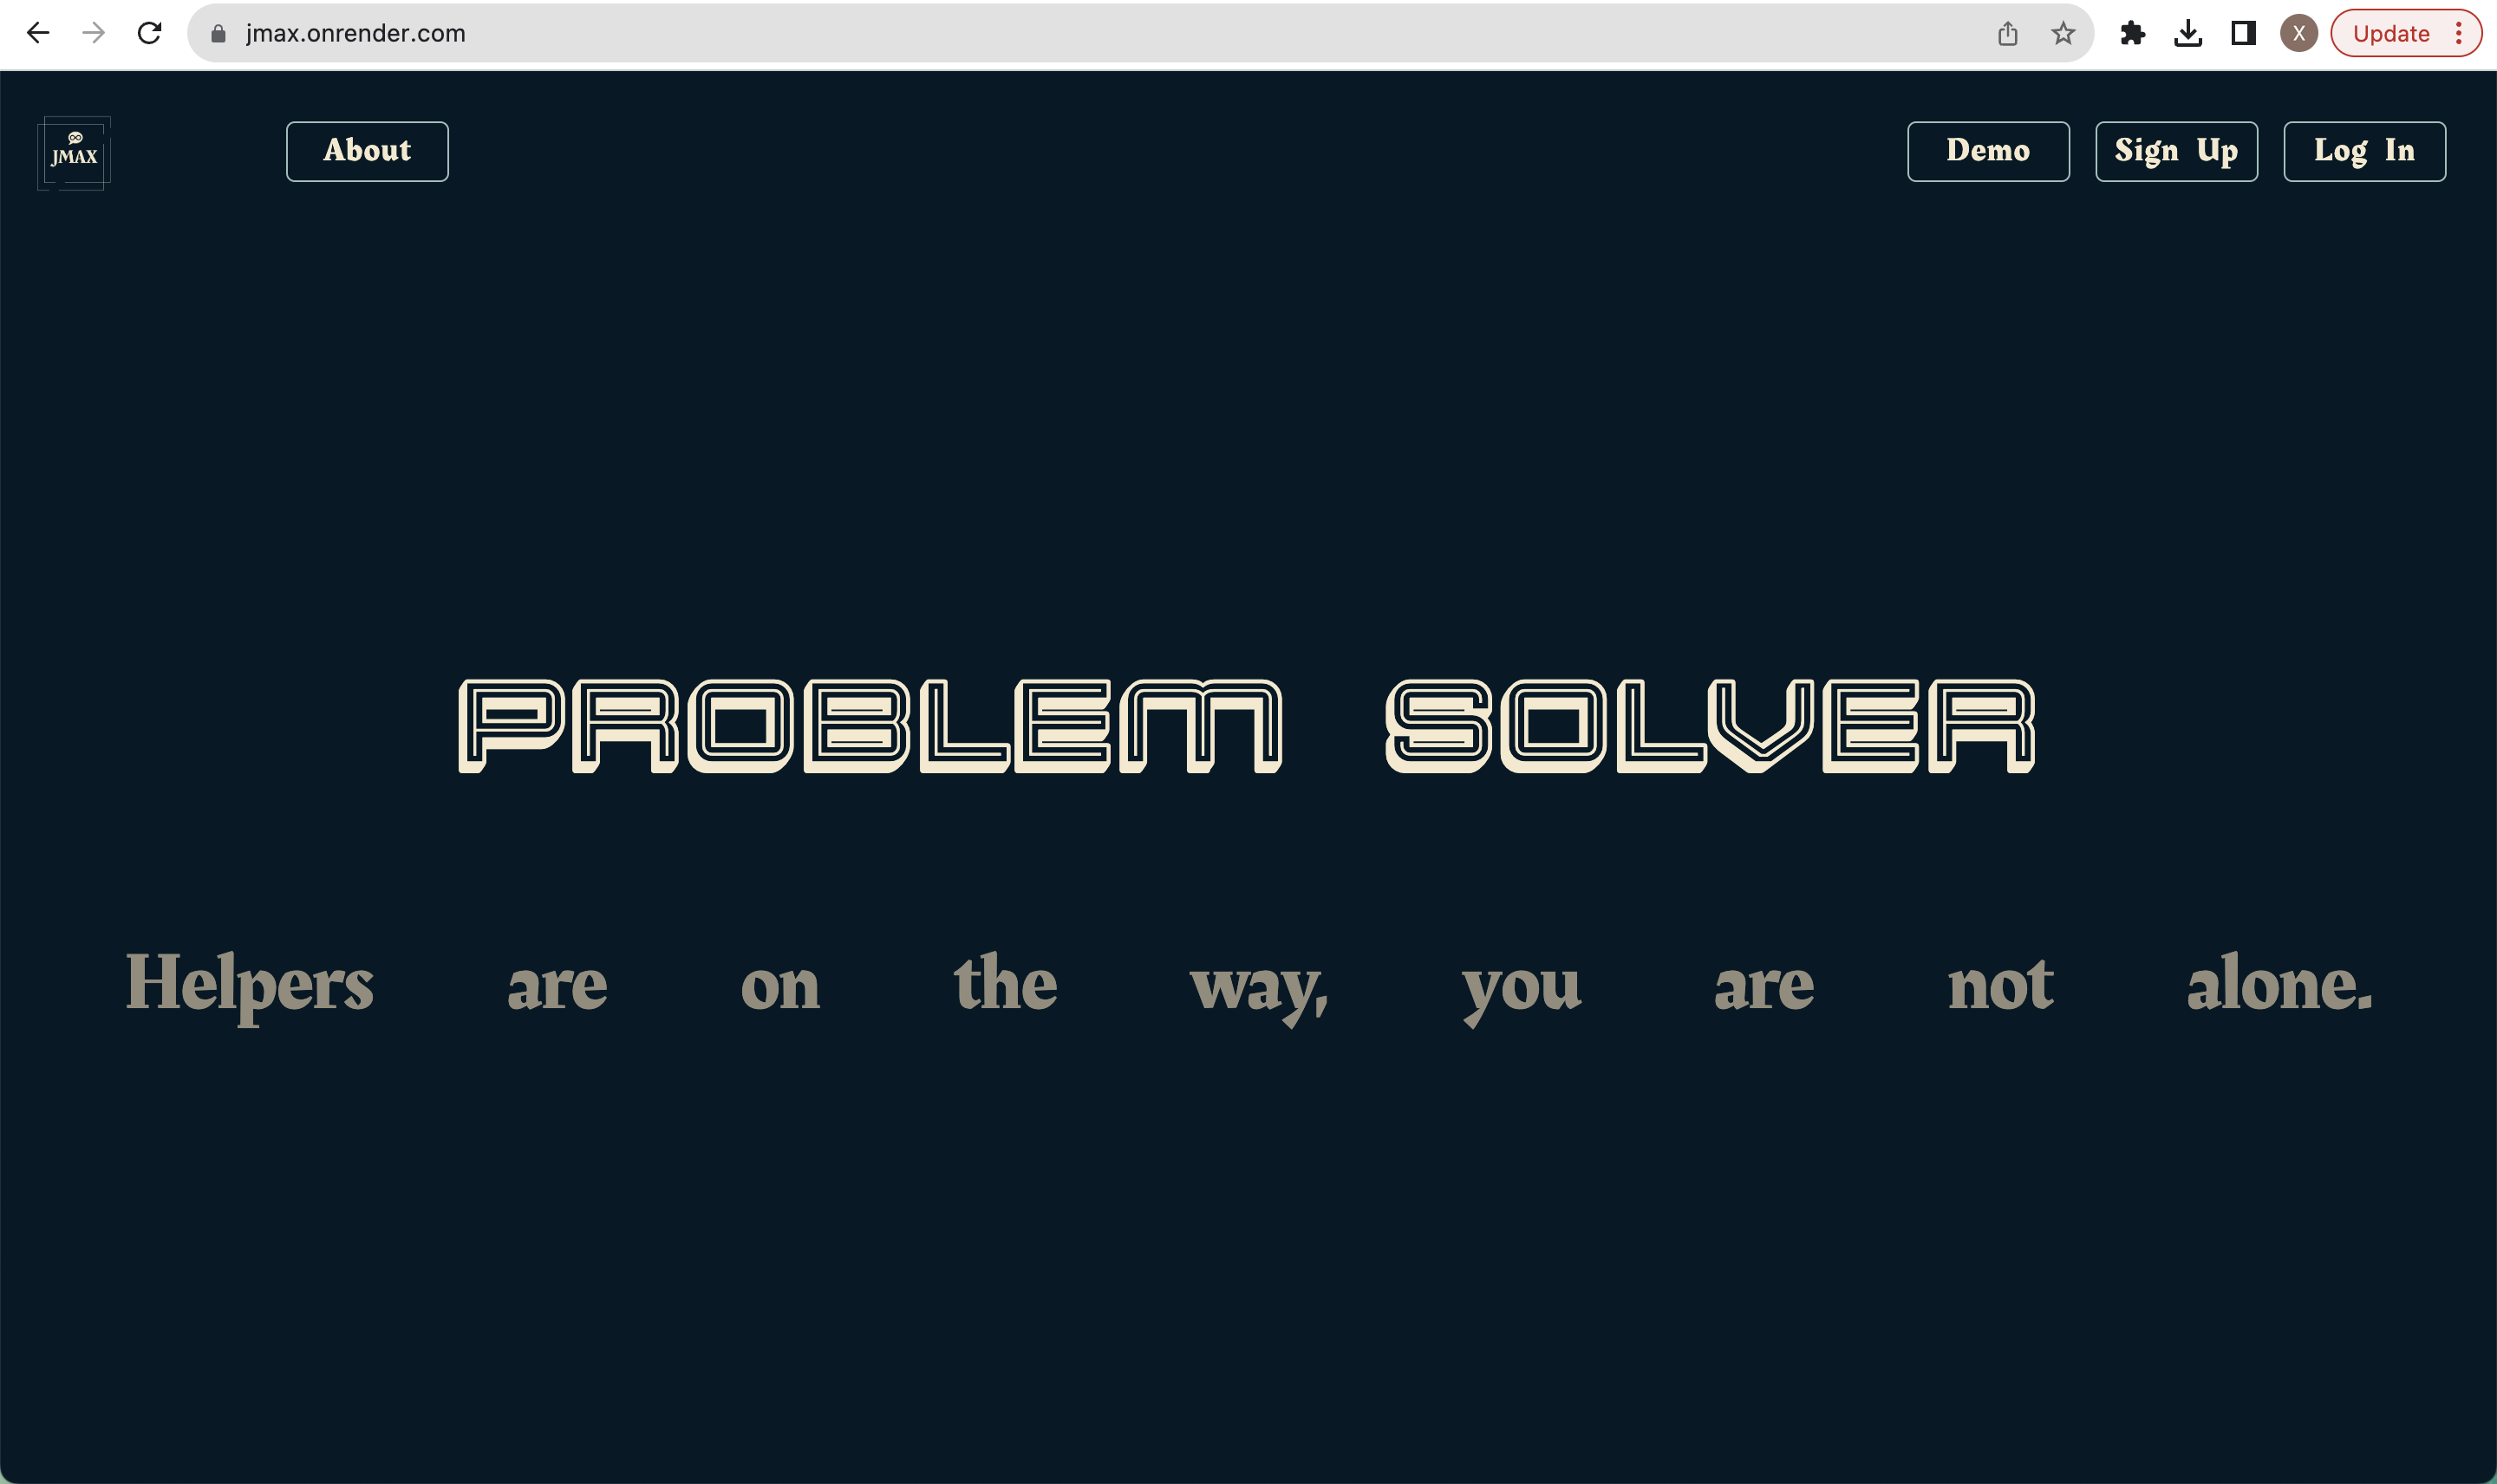 jmax.onrender.com
X
Update
JMAX
About
Demo
Sign Up
Log In
PROBLEM SOLVER
Helpers are on the way, you are not alone.